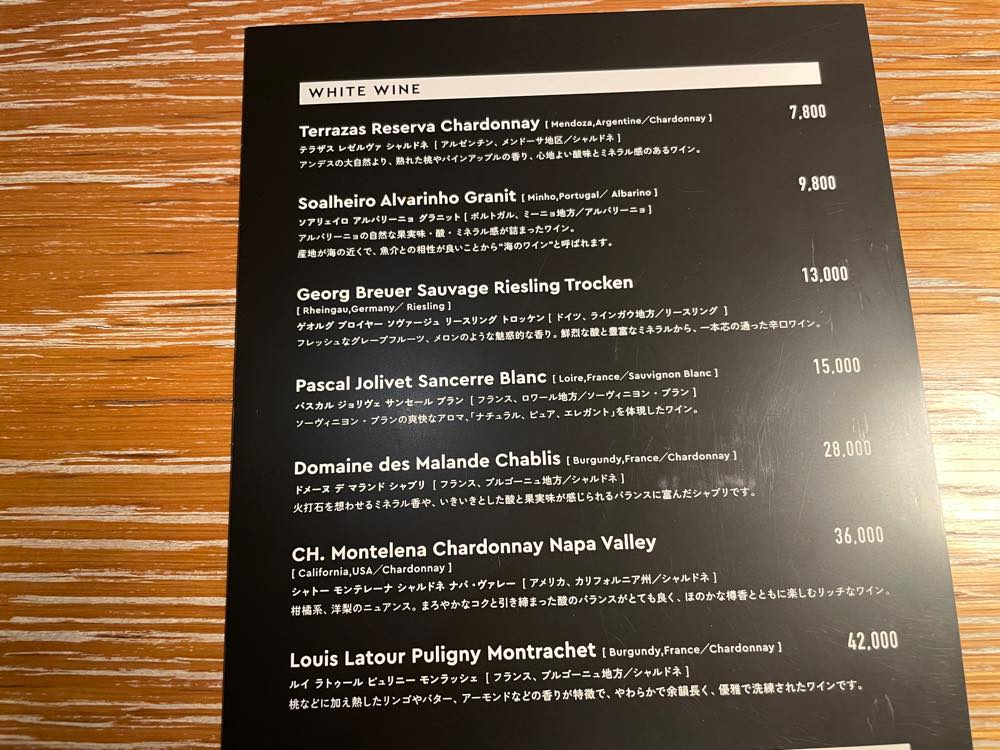 WHITE WINE
Terrazas Reserva Chardonnay [ Mendoza,Argentine／Chardonnay ] 7,800
テラザス レゼルヴァ シャルドネ [ アルゼンチン、メンドーサ地区／シャルドネ ]
アンデスの大自然より、熟れた桃やパインアップルの香り、心地よい酸味とミネラル感のあるワイン。
Soalheiro Alvarinho Granit [ Minho,Portugal／ Albarino ] 9,800
ソアリェイロ アルバリーニョ グラニット [ ポルトガル、ミーニョ地方／アルバリーニョ ]
アルバリーニョの自然な果実味・酸・ミネラル感が詰まったワイン。
産地が海の近くで、魚介との相性が良いことから“海のワイン”と呼ばれます。
Georg Breuer Sauvage Riesling Trocken 13,000
[ Rheingau,Germany／ Riesling ]
ゲオルグ ブロイヤー ソヴァージュ リースリング トロッケン [ ドイツ、ラインガウ地方／リースリング ]
フレッシュなグレープフルーツ、メロンのような魅惑的な香り。鮮烈な酸と豊富なミネラルから、一本芯の通った辛口ワイン。
Pascal Jolivet Sancerre Blanc [ Loire,France／Sauvignon Blanc ] 15,000
パスカル ジョリヴェ サンセール ブラン [ フランス、ロワール地方／ソーヴィニヨン・ブラン ]
ソーヴィニヨン・ブランの爽快なアロマ、「ナチュラル、ピュア、エレガント」を体現したワイン。
Domaine des Malande Chablis [ Burgundy,France／Chardonnay ] 28,000
ドメーヌ デ マランド シャブリ [ フランス、ブルゴーニュ地方／シャルドネ ]
火打石を想わせるミネラル香や、いきいきとした酸と果実味が感じられるバランスに富んだシャブリです。
CH. Montelena Chardonnay Napa Valley 36,000
[ California,USA／Chardonnay ]
シャトー モンテレーナ シャルドネ ナパ・ヴァレー [ アメリカ、カリフォルニア州／シャルドネ ]
柑橘系、洋梨のニュアンス。まろやかなコクと引き締まった酸のバランスがとても良く、ほのかな樽香とともに楽しむリッチなワイン。
Louis Latour Puligny Montrachet [ Burgundy,France／Chardonnay ] 42,000
ルイ ラトゥール ピュリニー モンラッシェ [ フランス、ブルゴーニュ地方／シャルドネ ]
桃などに加え熟したリンゴやバター、アーモンドなどの香りが特徴で、やわらかで余韻長く、優雅で洗練されたワインです。